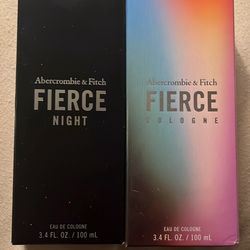 Abercrombie & Fitch
FIERCE
NIGHT
EAU DE COLOGNE
3.4 FL. OZ / 100 mL
Abercrombie & Fitch
FIERCE
COLOGNE
EAU DE COLOGNE
3.4 FL. OZ / 100 mL